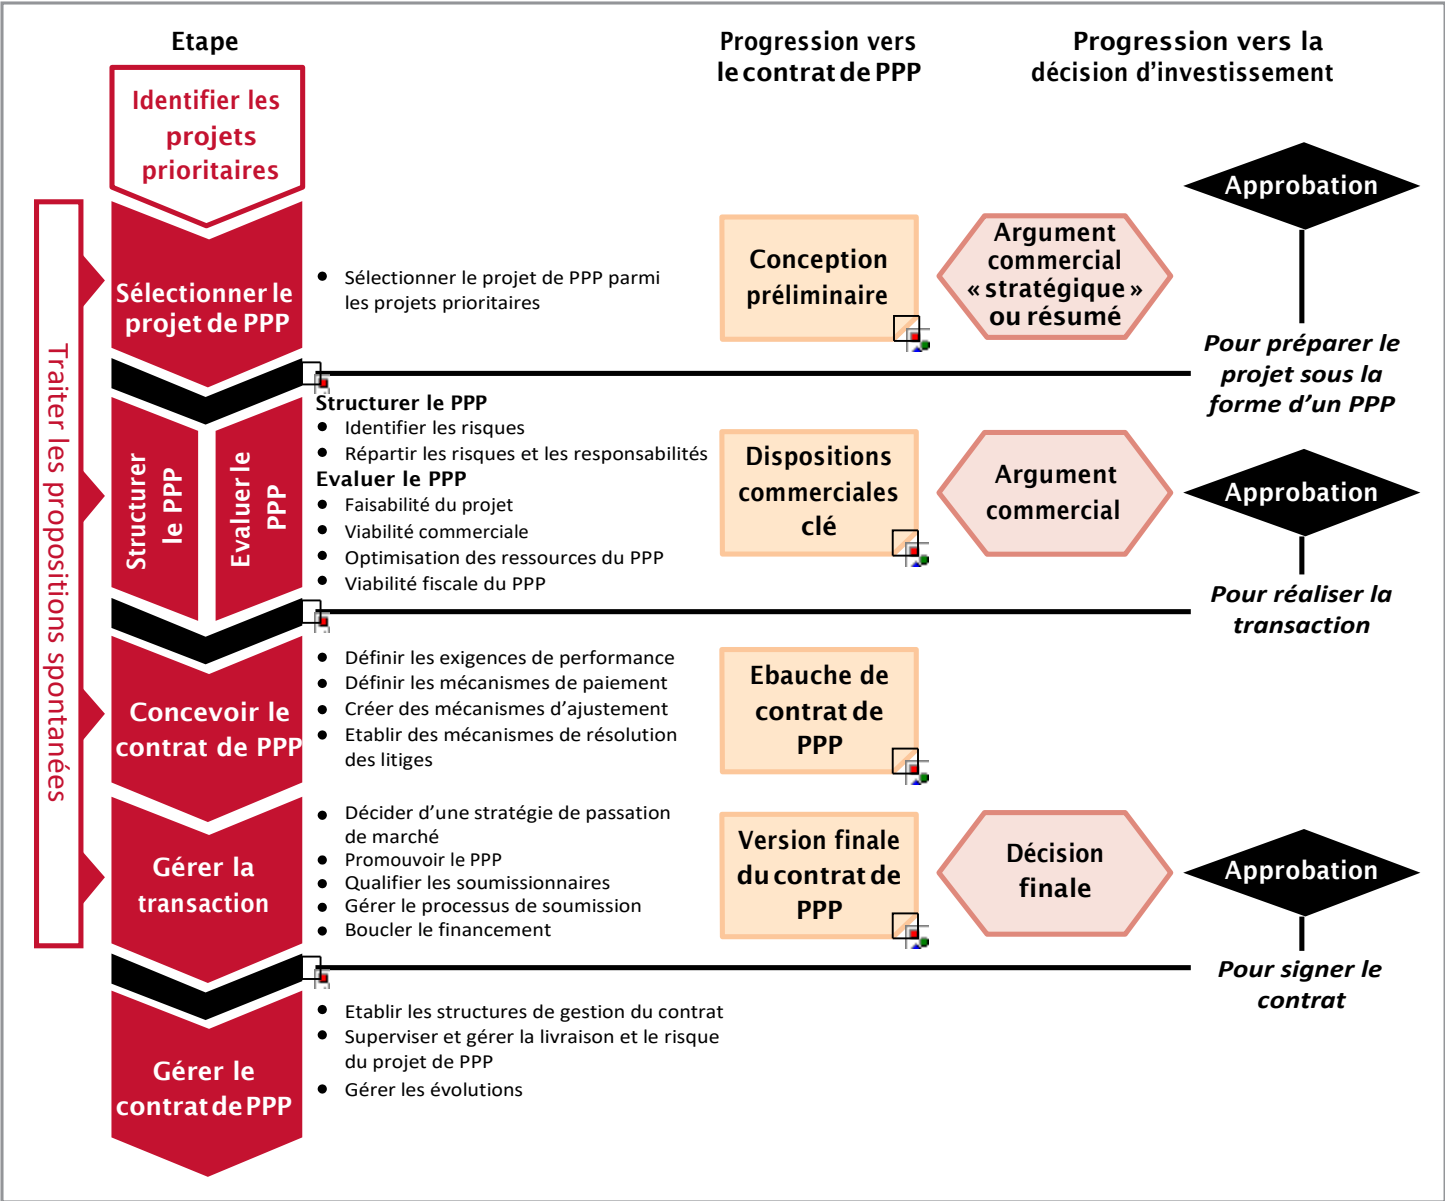 Etape
Progression vers
le contrat de PPP
Progression vers la
décision d'investissement
Identifier les
projets
prioritaires
Traiter les propositions spontanées
Sélectionner le
projet de PPP
• Sélectionner le projet de PPP parmi
les projets prioritaires
Conception
préliminaire
Argument
commercial
« stratégique »
ou résumé
Approbation
Pour préparer le
projet sous la
forme d'un PPP
Structurer
le PPP
Evaluer le
PPP
Structurer le PPP
• Identifier les risques
• Répartir les risques et les responsabilités
Evaluer le PPP
• Faisabilité du projet
• Viabilité commerciale
• Optimisation des ressources du PPP
• Viabilité fiscale du PPP
Dispositions
commerciales
clé
Argument
commercial
Approbation
Pour réaliser la
transaction
Concevoir le
contrat de PPP
• Définir les exigences de performance
• Définir les mécanismes de paiement
• Créer des mécanismes d'ajustement
• Etablir des mécanismes de résolution
des litiges
Ebauche de
contrat de
PPP
Gérer la
transaction
• Décider d'une stratégie de passation
de marché
• Promouvoir le PPP
• Qualifier les soumissionnaires
• Gérer le processus de soumission
• Boucler le financement
Version finale
du contrat de
PPP
Décision
finale
Approbation
Pour signer le
contrat
Gérer le
contrat de PPP
• Etablir les structures de gestion du contrat
• Superviser et gérer la livraison et le risque
du projet de PPP
• Gérer les évolutions